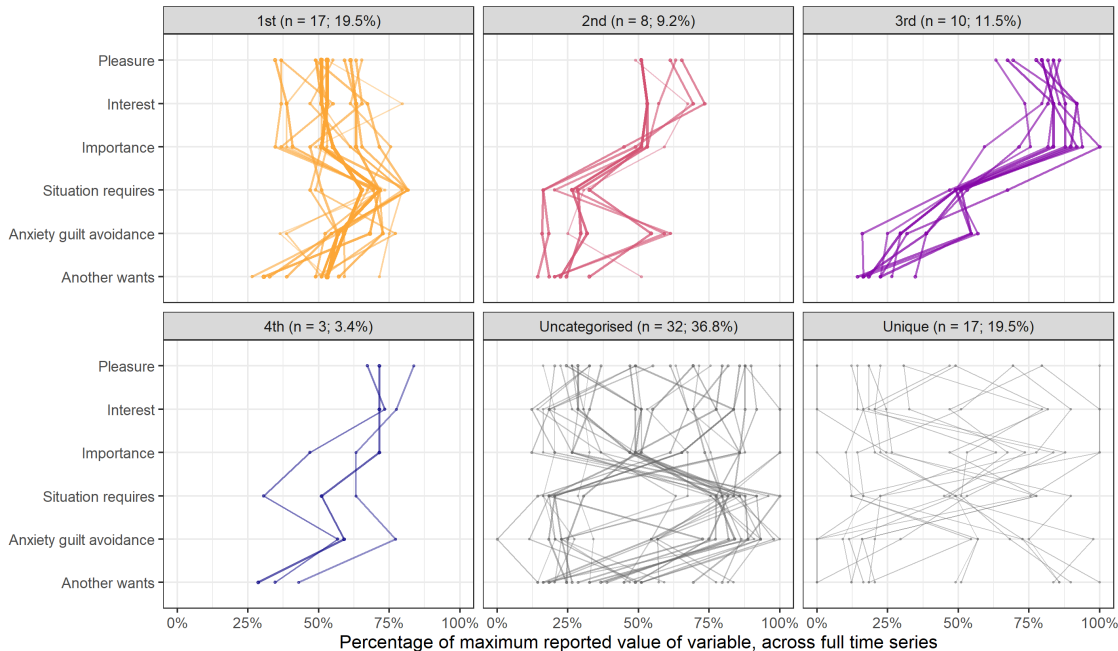 1st (n = 17; 19.5%)
2nd (n = 8; 9.2%)
3rd (n = 10; 11.5%)
Pleasure
Interest
Importance
Situation requires
Anxiety guilt avoidance
Another wants
4th (n = 3; 3.4%)
Uncategorised (n = 32; 36.8%)
Unique (n = 17; 19.5%)
Pleasure
Interest
Importance
Situation requires
Anxiety guilt avoidance
Another wants
0% 25% 50% 75% 100% 0% 25% 50% 75% 100% 0% 25% 50% 75% 100%
Percentage of maximum reported value of variable, across full time series